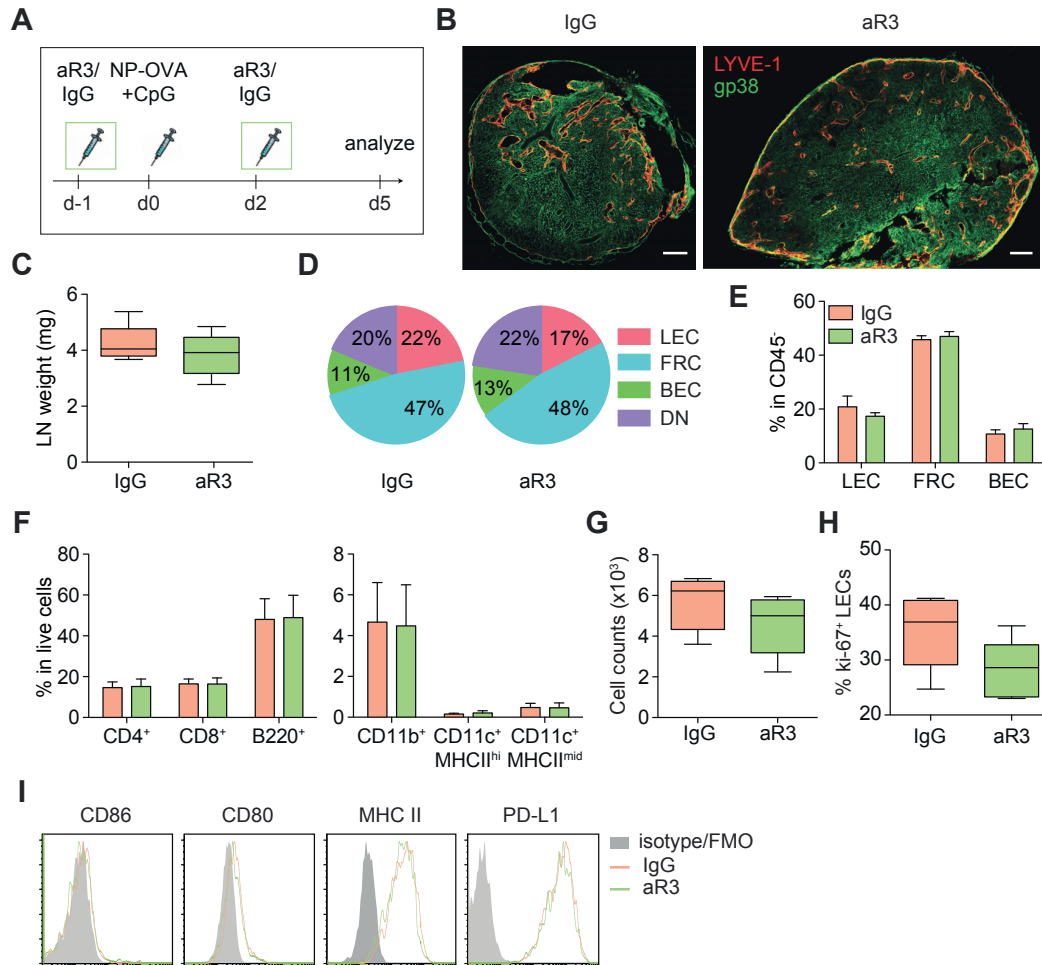 A
aR3/
IgG
NP-OVA
+CpG
aR3/
IgG
analyze
d-1
d0
d2
d5
B
IgG
aR3
LYVE-1
gp38
C
LN weight (mg)
6
4
2
0
IgG
aR3
D
20%
22%
11%
47%
IgG
22%
17%
13%
48%
aR3
LEC
FRC
BEC
DN
E
% in CD45⁻
60
40
20
0
IgG
aR3
LEC
FRC
BEC
F
% in live cells
80
60
40
20
0
CD4⁺
CD8⁺
B220⁺
8
6
4
2
0
CD11b⁺
CD11c⁺
MHCIIʰⁱ
CD11c⁺
MHCIIᵐⁱᵈ
G
Cell counts (x10³)
8
6
4
2
0
IgG
aR3
H
% ki-67⁺ LECs
50
40
30
20
IgG
aR3
I
CD86
CD80
MHC II
PD-L1
isotype/FMO
IgG
aR3